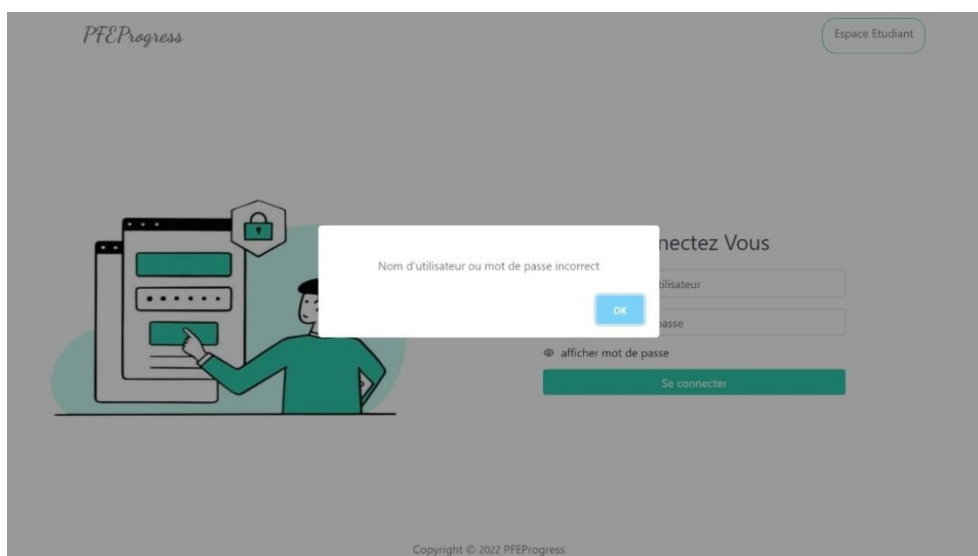 PFEProgress
Espace Etudiant
nectez Vous
Nom d'utilisateur ou mot de passe incorrect
tilisateur
OK
passe
afficher mot de passe
Se connecter
Copyright © 2022 PFEProgress